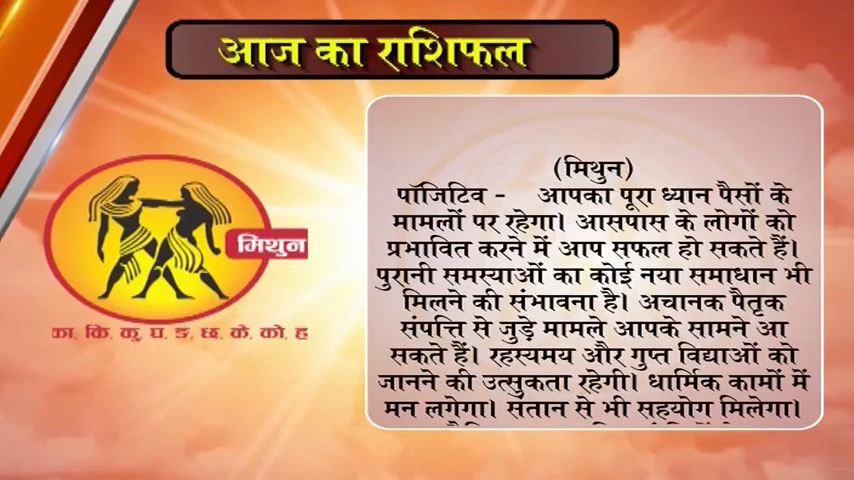 आज का राशिफल
मिथुन
का, कि, कु, घ, ङ, छ, के, को, ह
(मिथुन)
पॉजिटिव - आपका पूरा ध्यान पैसों के
मामलों पर रहेगा। आसपास के लोगों को
प्रभावित करने में आप सफल हो सकते हैं।
पुरानी समस्याओं का कोई नया समाधान भी
मिलने की संभावना है। अचानक पैतृक
संपत्ति से जुड़े मामले आपके सामने आ
सकते हैं। रहस्यमय और गुप्त विद्याओं को
जानने की उत्सुकता रहेगी। धार्मिक कामों में
मन लगेगा। संतान से भी सहयोग मिलेगा।